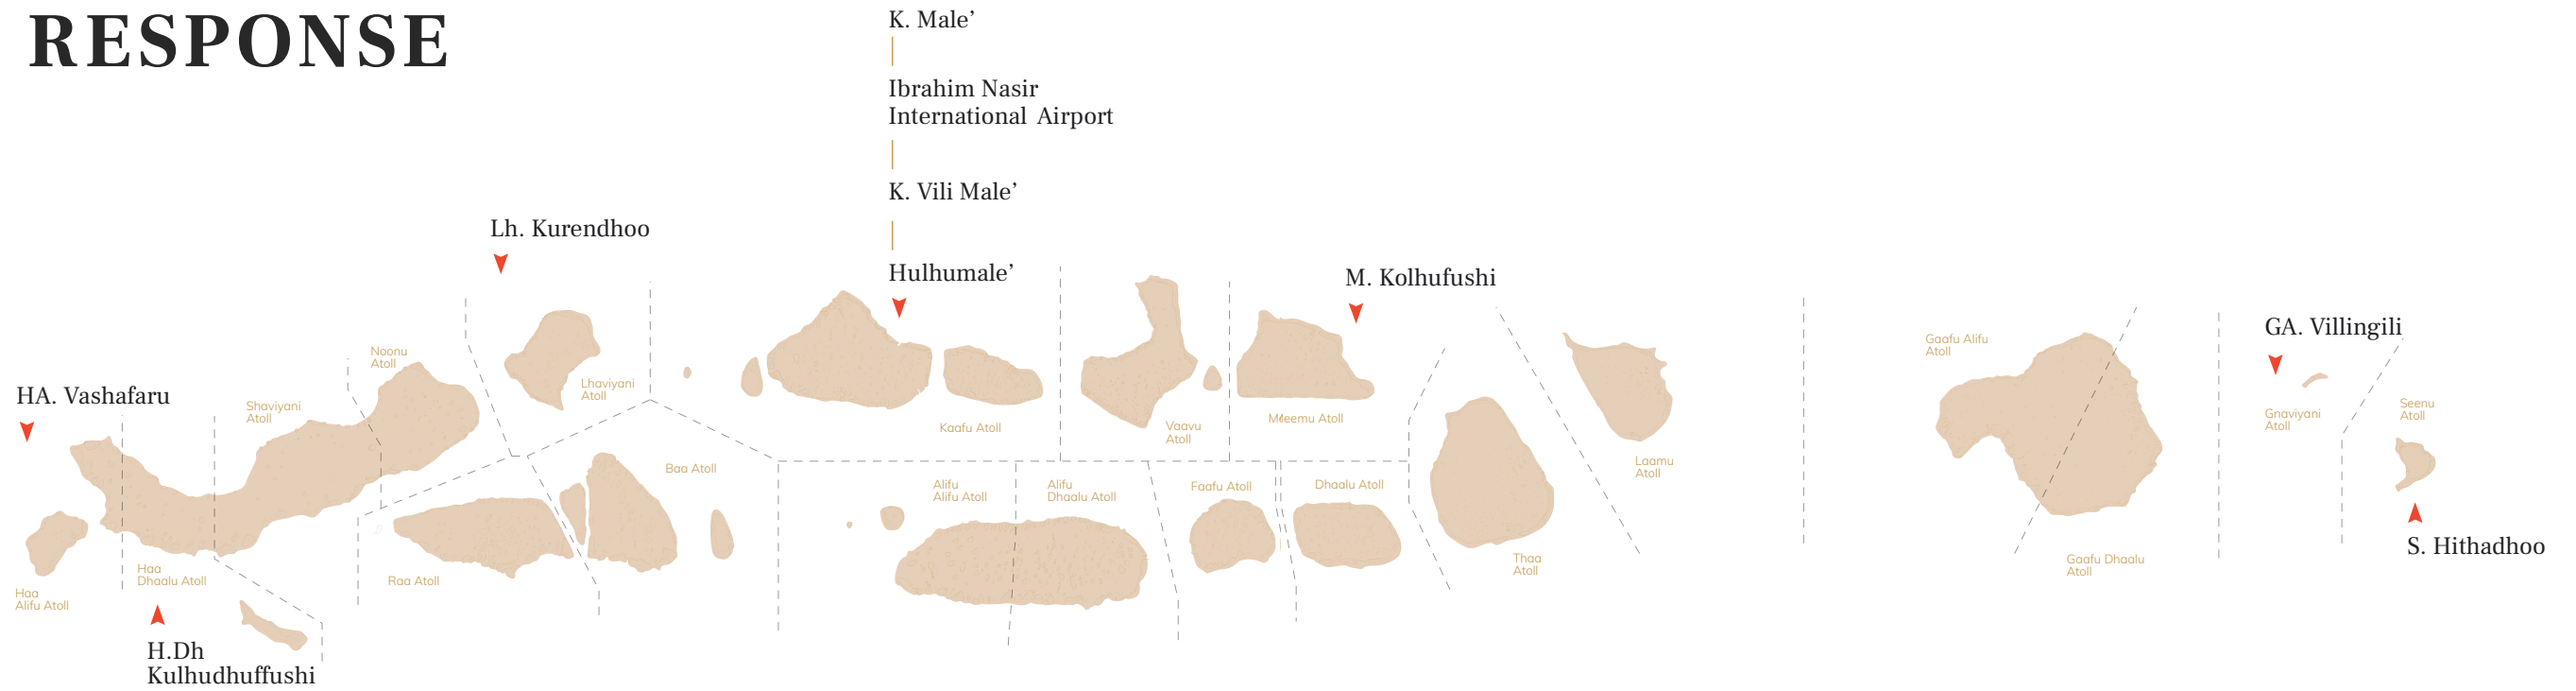 RESPONSE
K. Male’
Ibrahim Nasir
International Airport
K. Vili Male’
Hulhumale’
Lh. Kurendhoo
M. Kolhufushi
GA. Villingili
HA. Vashafaru
Noonu
Atoll
Shaviyani
Atoll
Lhaviyani
Atoll
Kaafu Atoll
Vaavu
Atoll
Meemu Atoll
Gaafu Alifu
Atoll
Gnaviyani
Atoll
Seenu
Atoll
Baa Atoll
Laamu
Atoll
Alifu
Alifu Atoll
Alifu
Dhaalu Atoll
Faafu Atoll
Dhaalu Atoll
Haa
Alifu Atoll
Haa
Dhaalu Atoll
Raa Atoll
Thaa
Atoll
Gaafu Dhaalu
Atoll
S. Hithadhoo
H.Dh
Kulhudhuffushi